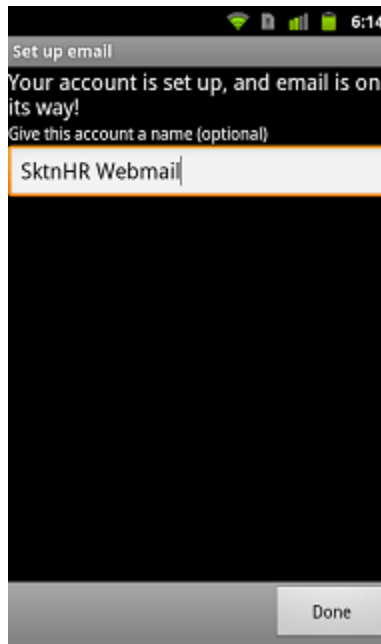 6:14
Set up email
Your account is set up, and email is on
its way!
Give this account a name (optional)
SktnHR Webmail
Done